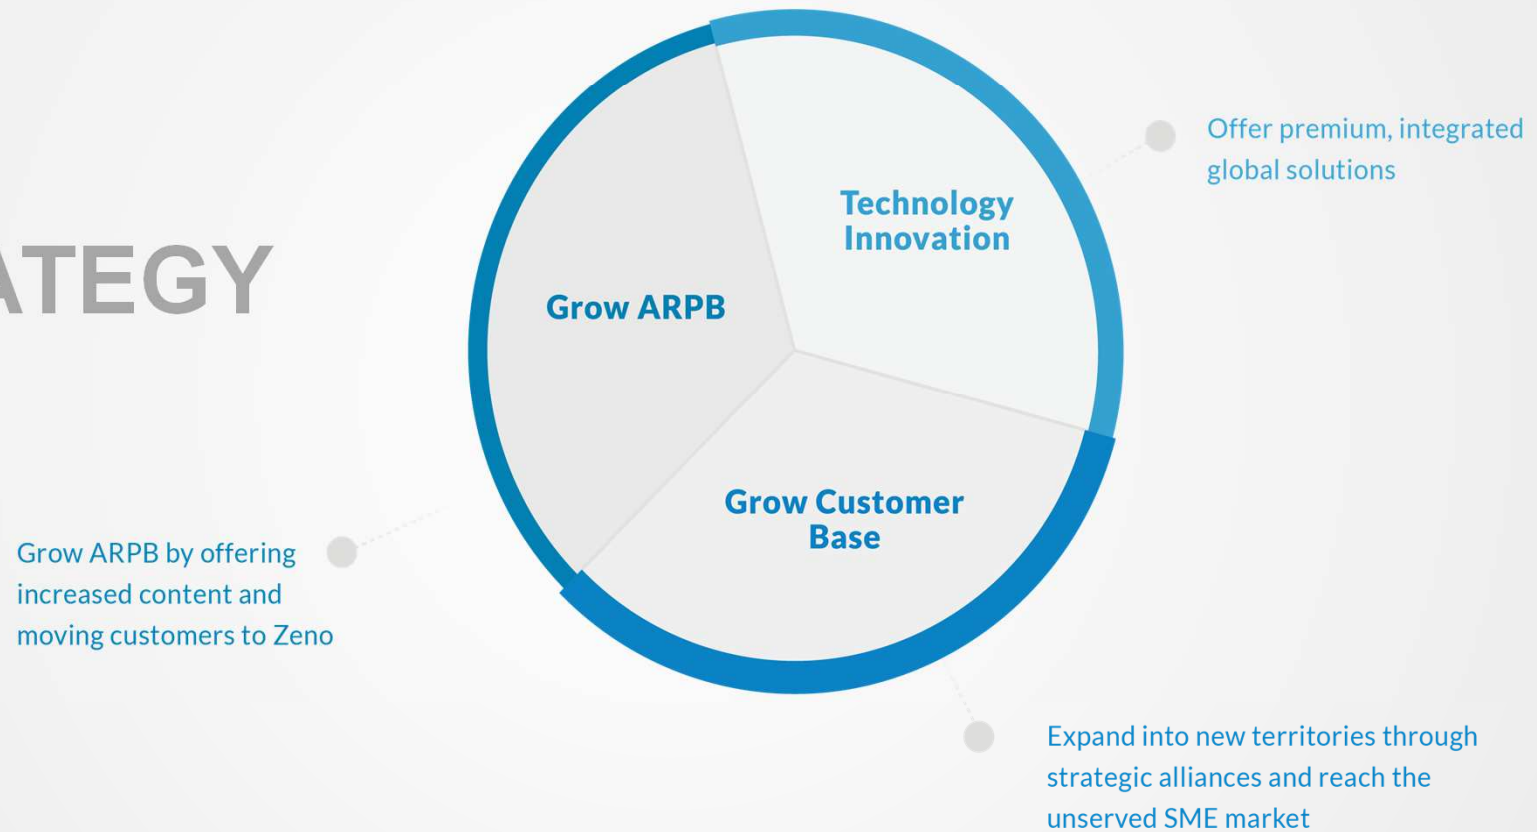 ATEGY
Technology
Innovation
Grow ARPB
Grow Customer
Base
Offer premium, integrated
global solutions
Grow ARPB by offering
increased content and
moving customers to Zeno
Expand into new territories through
strategic alliances and reach the
unserved SME market